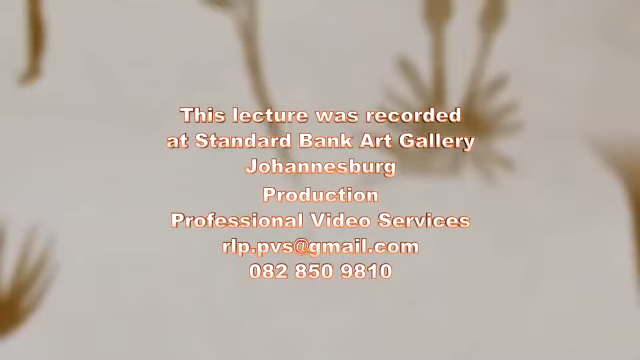 This lecture was recorded
at Standard Bank Art Gallery
Johannesburg
Production
Professional Video Services
rlp.pvs@gmail.com
082 850 9810